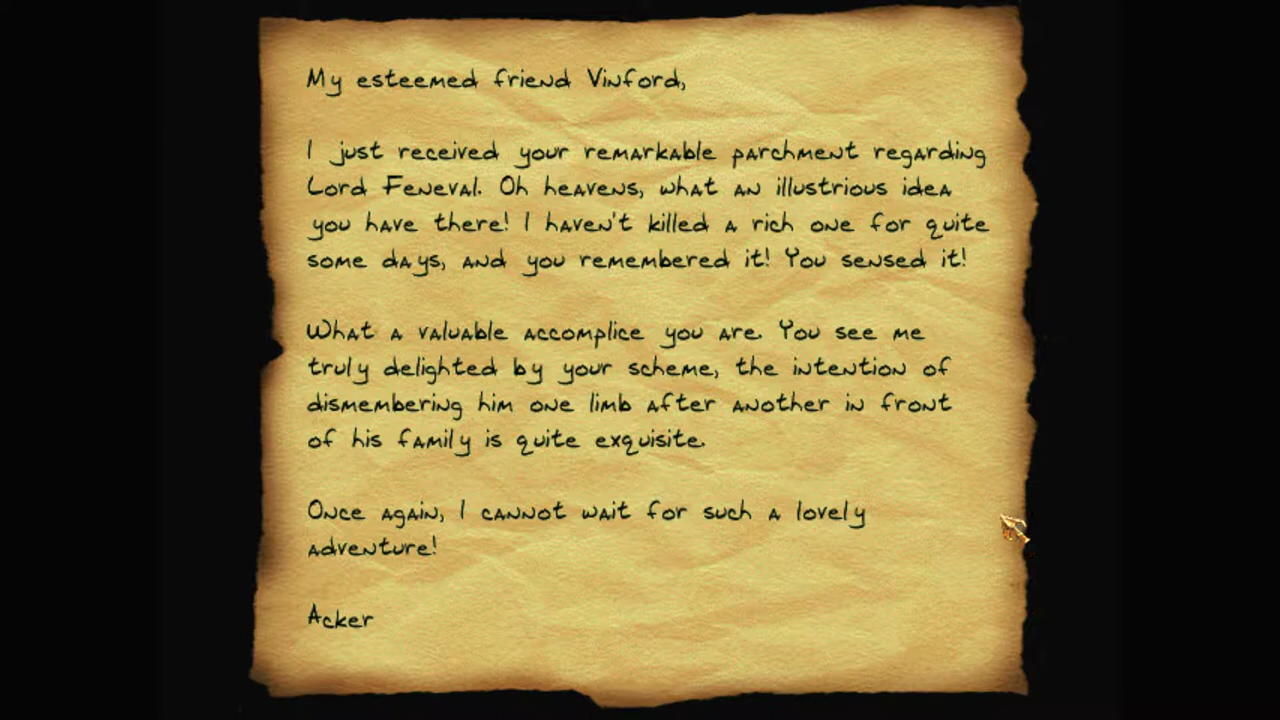 My esteemed friend Vinford,
I just received your remarkable parchment regarding
Lord Feneval. Oh heavens, what an illustrious idea
you have there! I haven't killed a rich one for quite
some days, and you remembered it! You sensed it!
What a valuable accomplice you are. You see me
truly delighted by your scheme, the intention of
dismembering him one limb after another in front
of his family is quite exquisite.
Once again, I cannot wait for such a lovely
adventure!
Acker